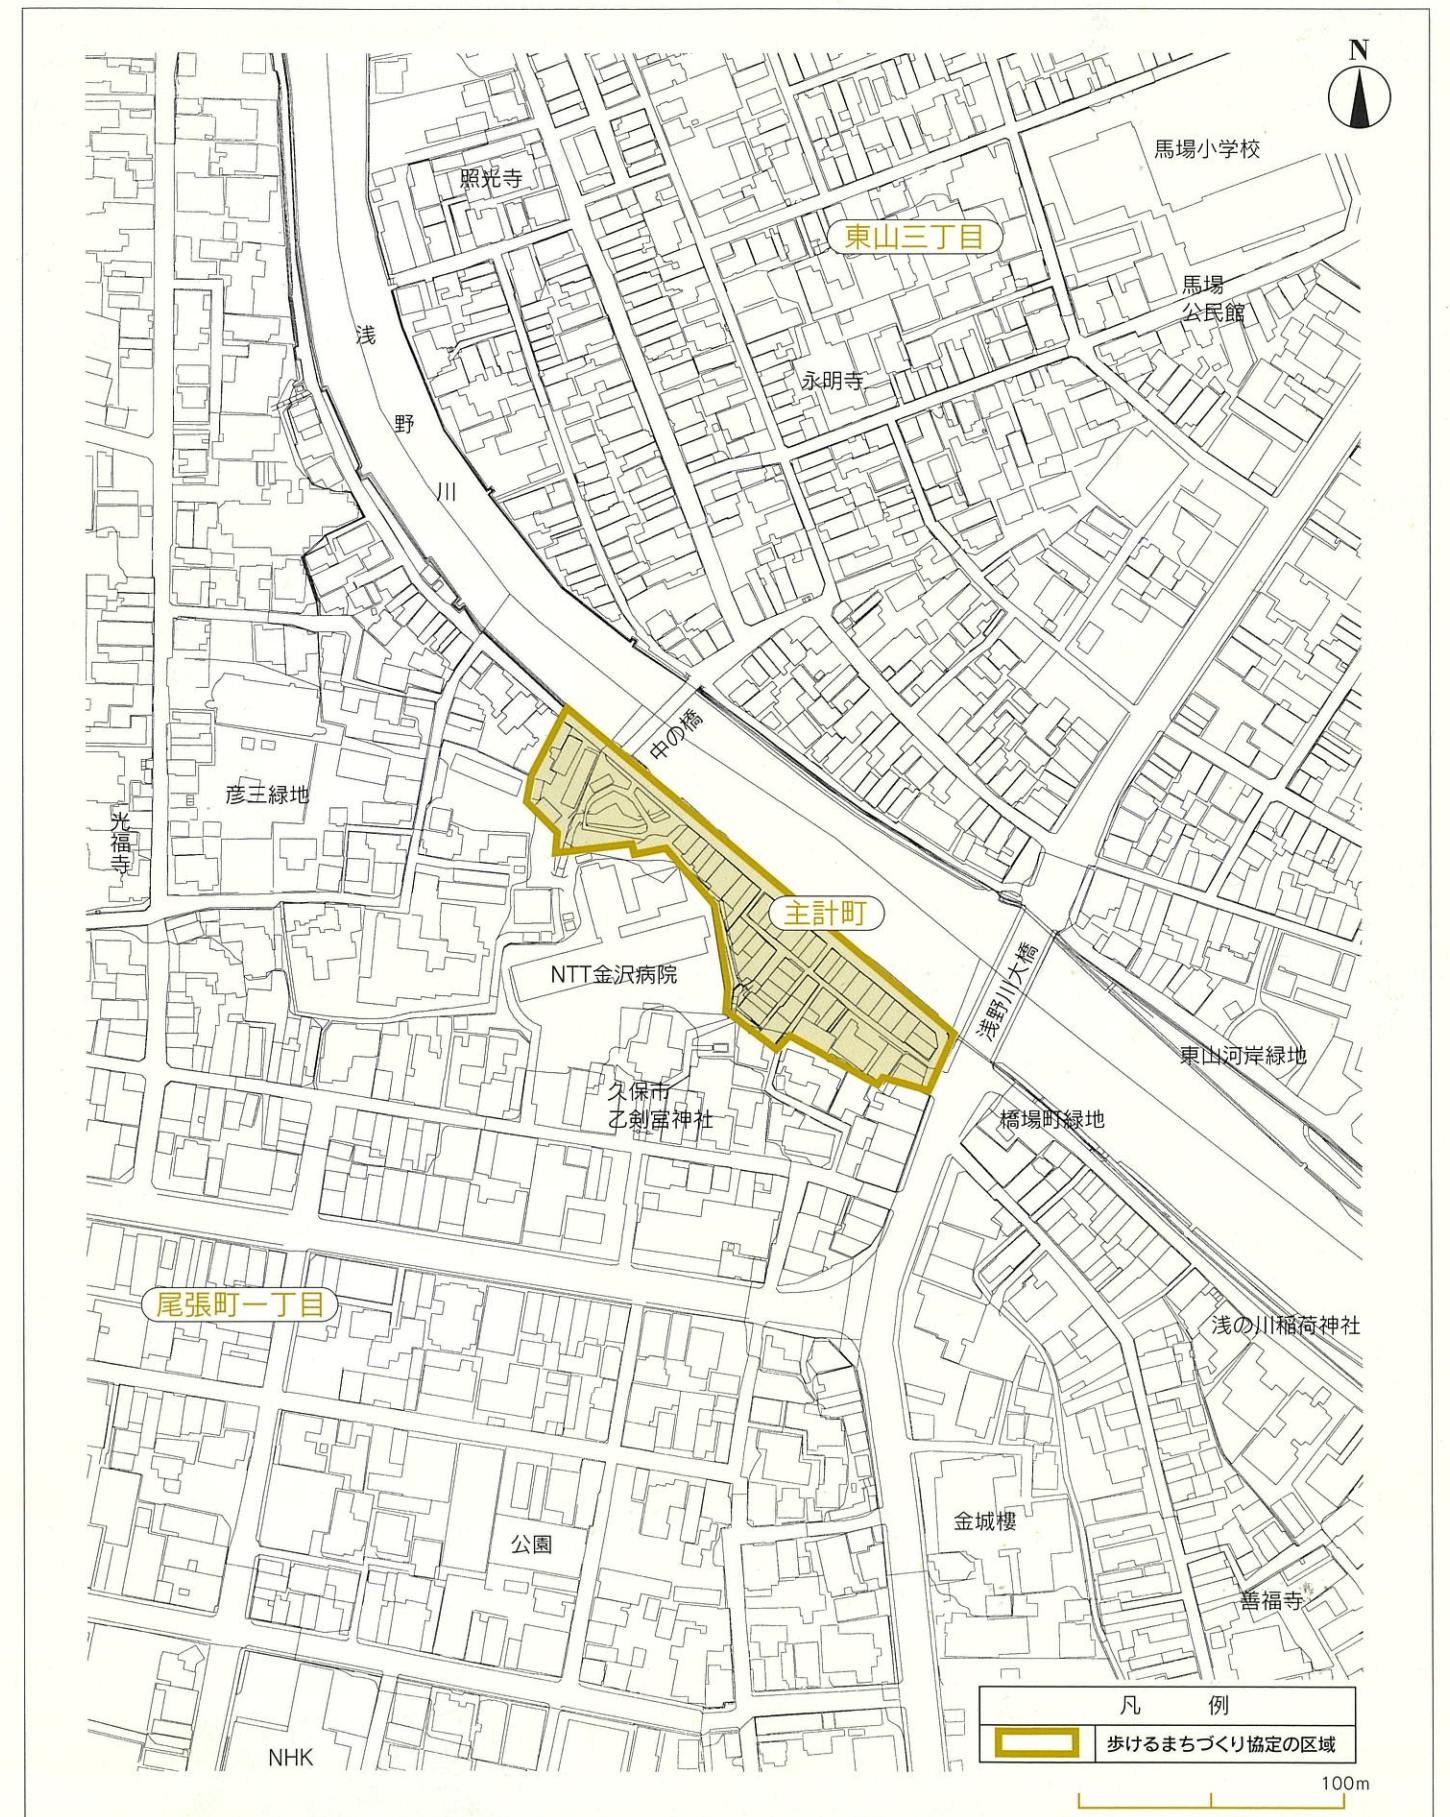 N
馬場小学校
照光寺
東山三丁目
馬場
公民館
浅
野
川
永明寺
中の橋
彦三緑地
光福寺
主計町
NTT金沢病院
浅野川大橋
東山河岸緑地
久保市
乙剣冨神社
橋場町緑地
尾張町一丁目
浅の川稲荷神社
金城樓
公園
善福寺
凡 例
歩けるまちづくり協定の区域
NHK
100m